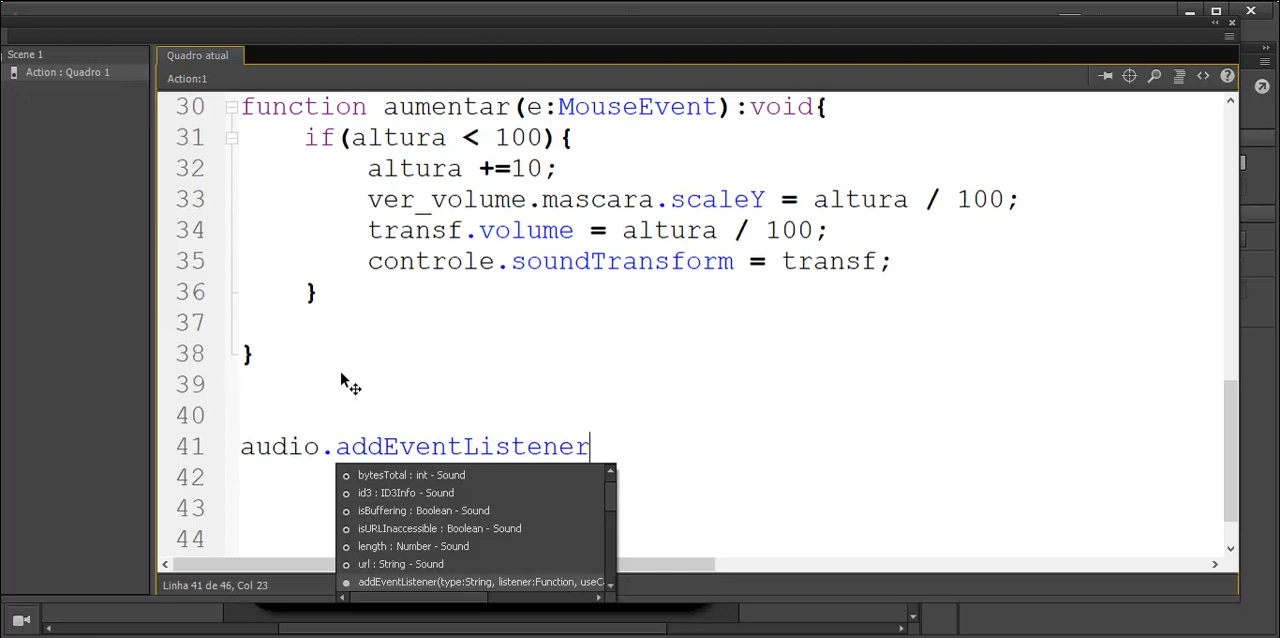 Scene 1
Action : Quadro 1
Quadro atual
Action:1
30 function aumentar(e:MouseEvent):void{
31 if(altura < 100){
32 altura +=10;
33 ver_volume.mascara.scaleY = altura / 100;
34 transf.volume = altura / 100;
35 controle.soundTransform = transf;
36 }
37
38 }
39
40
41 audio.addEventListener
42
43
44
bytesTotal : int - Sound
id3 : ID3Info - Sound
isBuffering : Boolean - Sound
isURLInaccessible : Boolean - Sound
length : Number - Sound
url : String - Sound
addEventListener(type:String, listener:Function, useC
Linha 41 de 46, Col 23